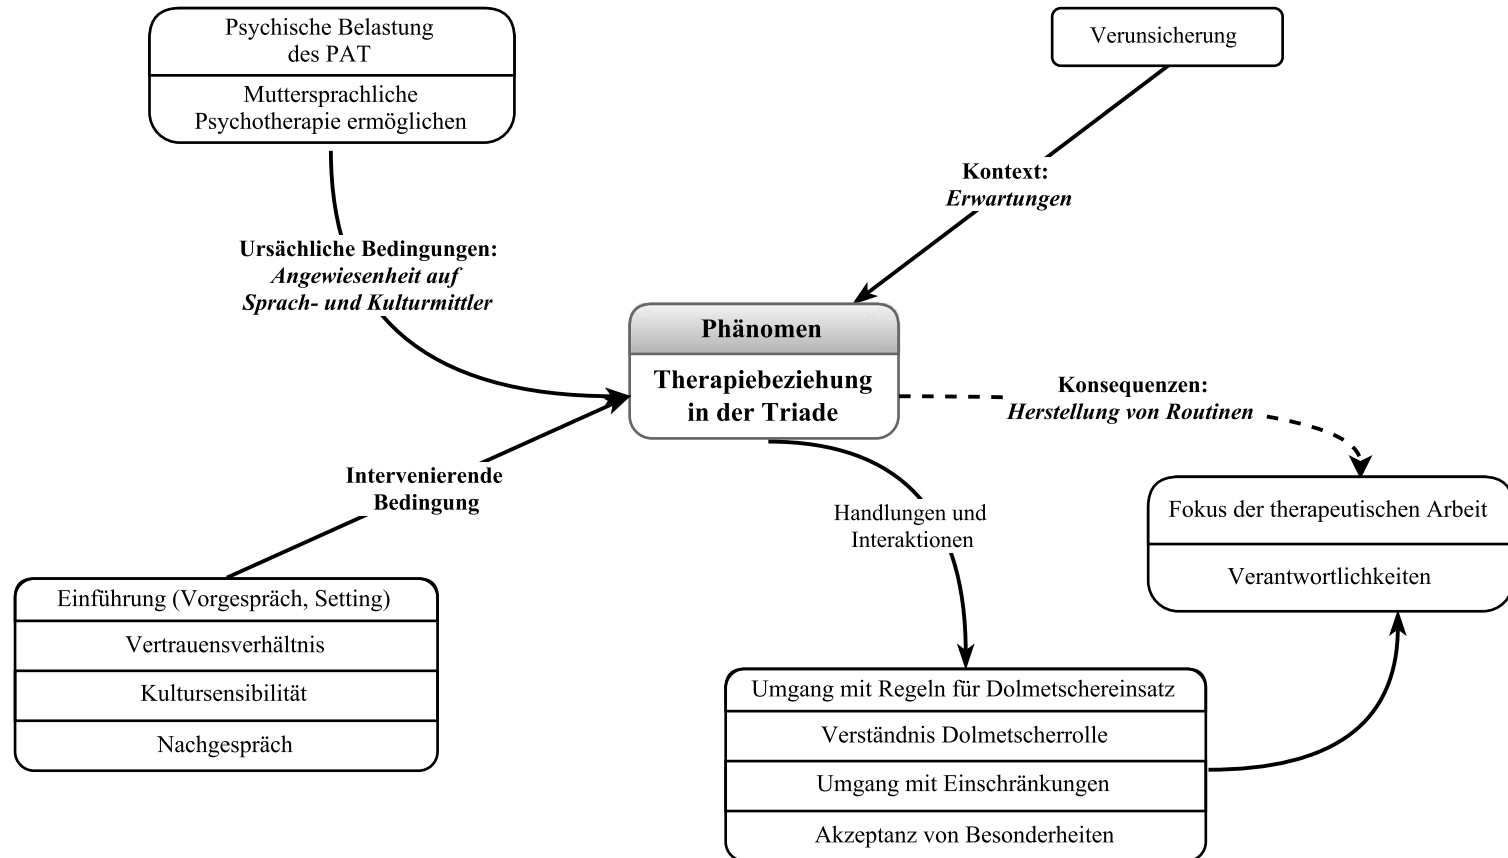 Psychische Belastung
des PAT
Muttersprachliche
Psychotherapie ermöglichen
Verunsicherung
Kontext:
Erwartungen
Ursächliche Bedingungen:
Angewiesenheit auf
Sprach- und Kulturmittler
Phänomen
Therapiebeziehung
in der Triade
Konsequenzen:
Herstellung von Routinen
Intervenierende
Bedingung
Handlungen und
Interaktionen
Fokus der therapeutischen Arbeit
Verantwortlichkeiten
Einführung (Vorgespräch, Setting)
Vertrauensverhältnis
Kultursensibilität
Nachgespräch
Umgang mit Regeln für Dolmetschereinsatz
Verständnis Dolmetscherrolle
Umgang mit Einschränkungen
Akzeptanz von Besonderheiten